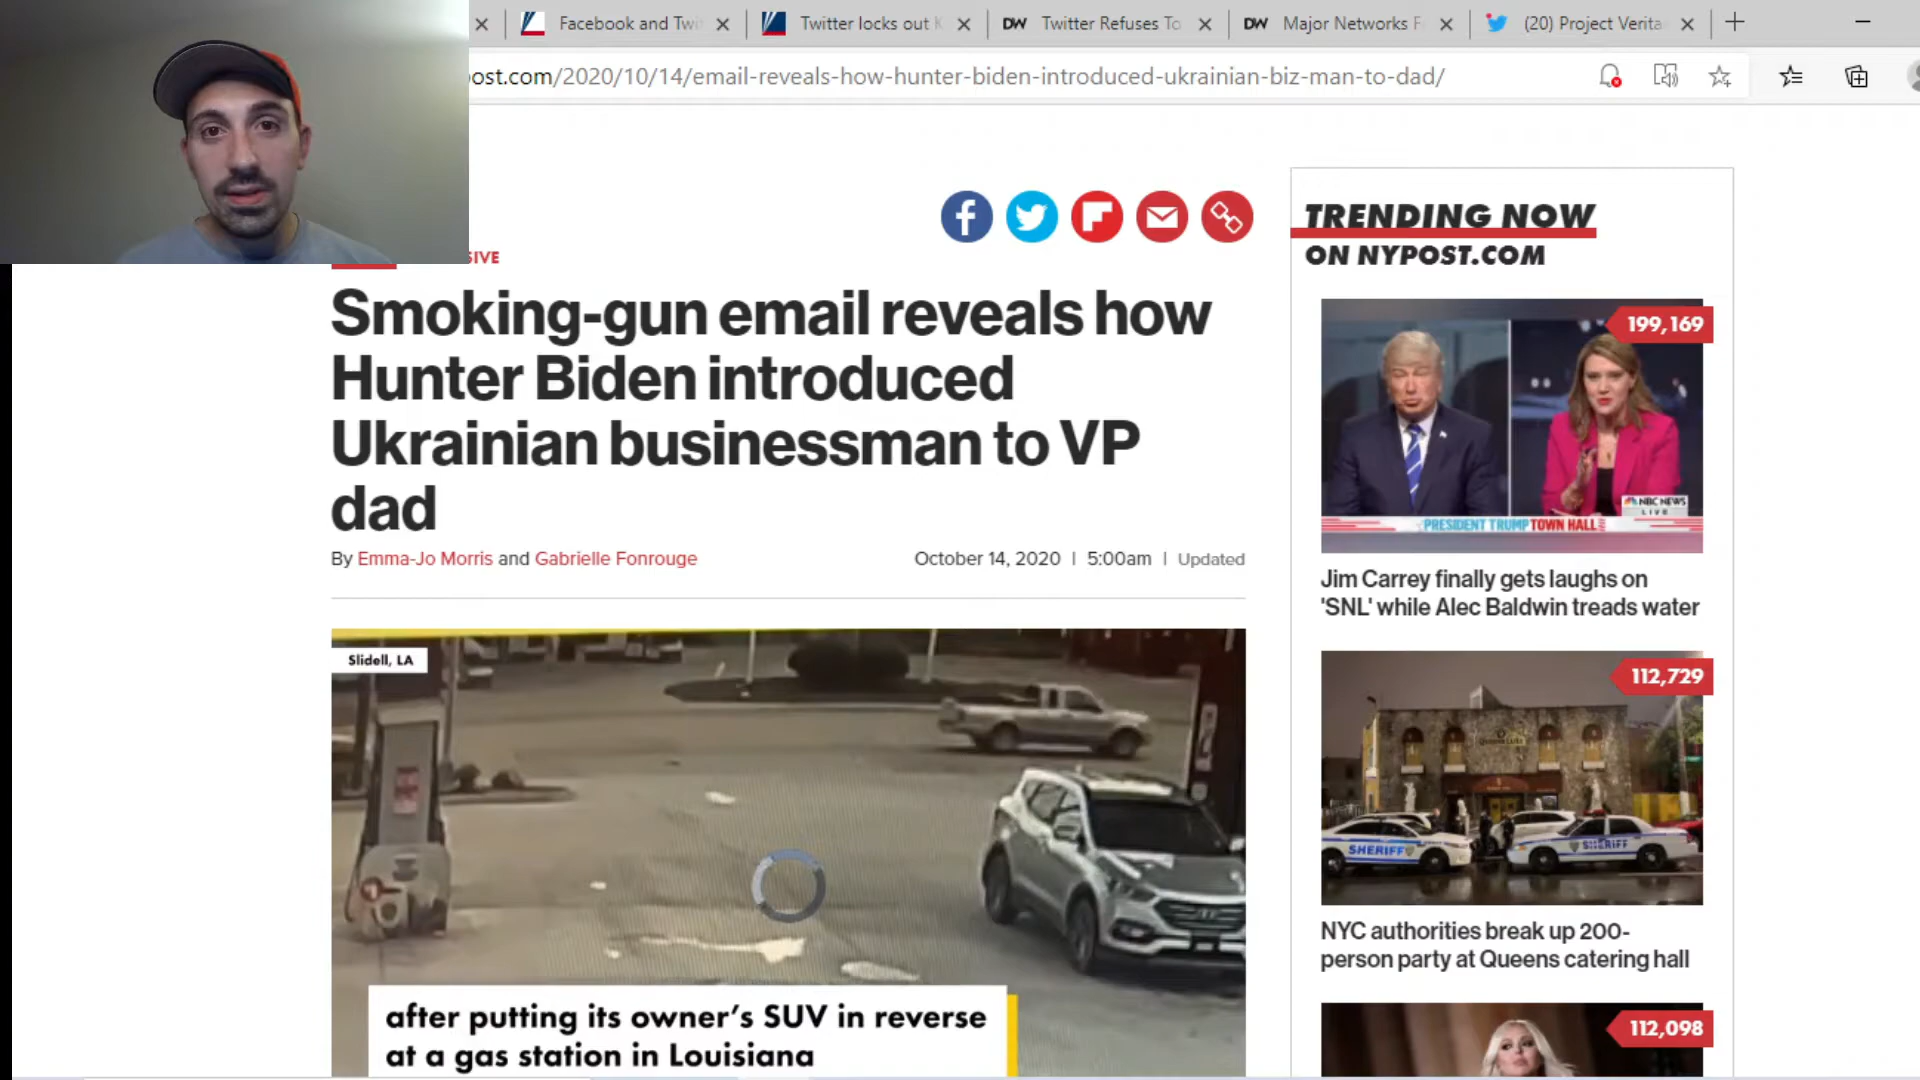 Facebook and Twi
Twitter locks out K
DW
Twitter Refuses To
DW
Major Networks F
(20) Project Verita
ost.com/2020/10/14/email-reveals-how-hunter-biden-introduced-ukrainian-biz-man-to-dad/
SIVE
Smoking-gun email reveals how
Hunter Biden introduced
Ukrainian businessman to VP
dad
By Emma-Jo Morris and Gabrielle Fonrouge
October 14, 2020 | 5:00am | Updated
Slidell, LA
after putting its owner's SUV in reverse
at a gas station in Louisiana
TRENDING NOW
ON NYPOST.COM
199,169
NBC NEWS
LIVE
PRESIDENT TRUMP TOWN HALL
Jim Carrey finally gets laughs on
'SNL' while Alec Baldwin treads water
112,729
SHERIFF
SHERIFF
NYC authorities break up 200-
person party at Queens catering hall
112,098